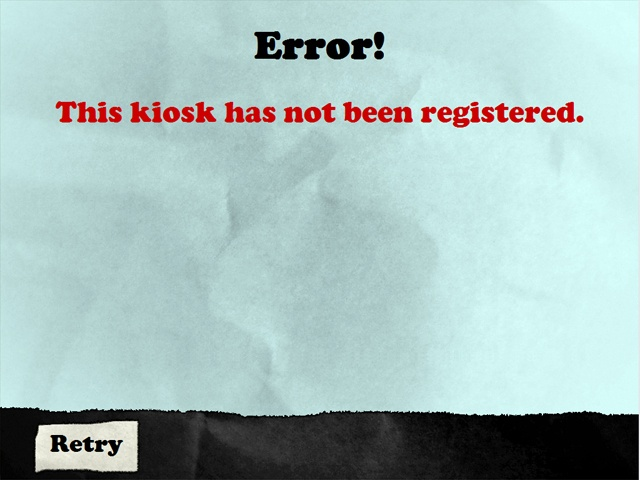 Error!
This kiosk has not been registered.
Retry